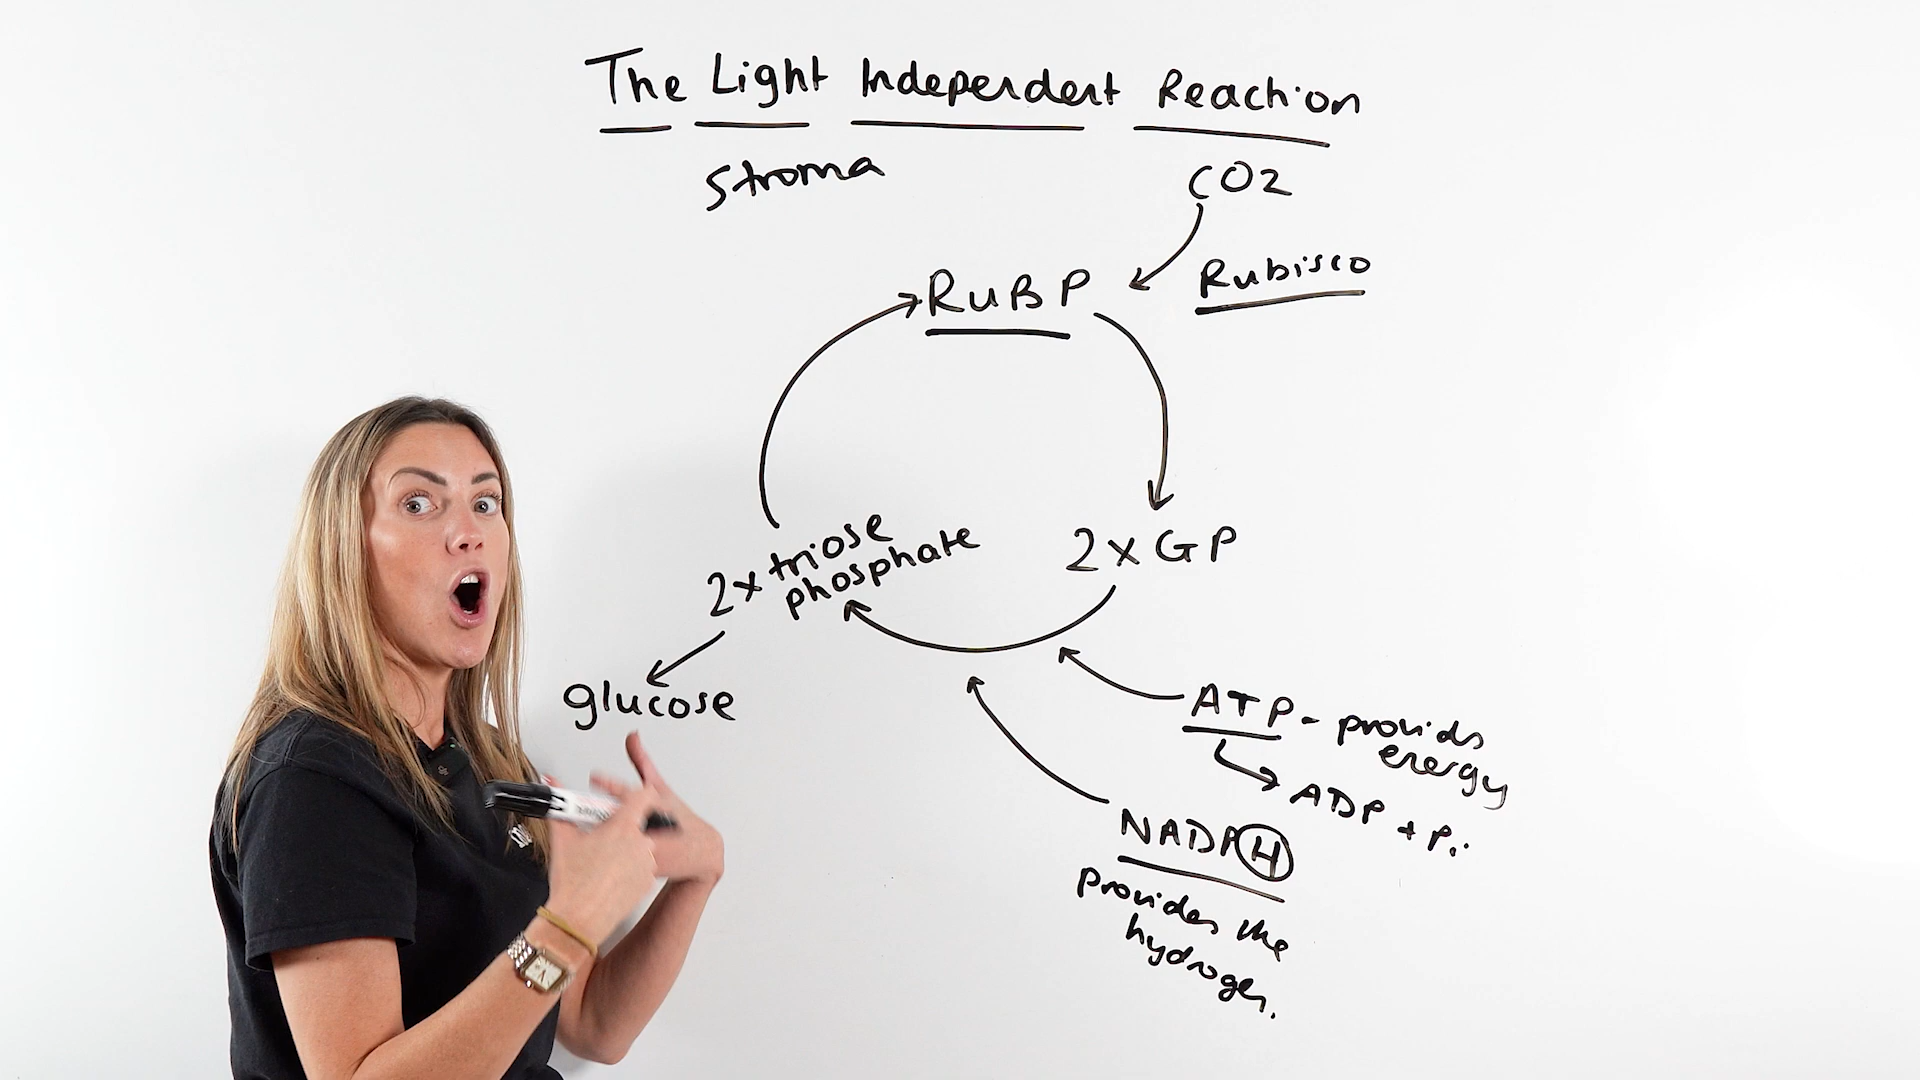 The Light Independent Reaction
Stroma
CO2
Rubisco
RuBP
2x GP
2x triose
phosphate
glucose
ATP - provids
energy
ADP + Pi
NADPH
provides the
hydrogen.